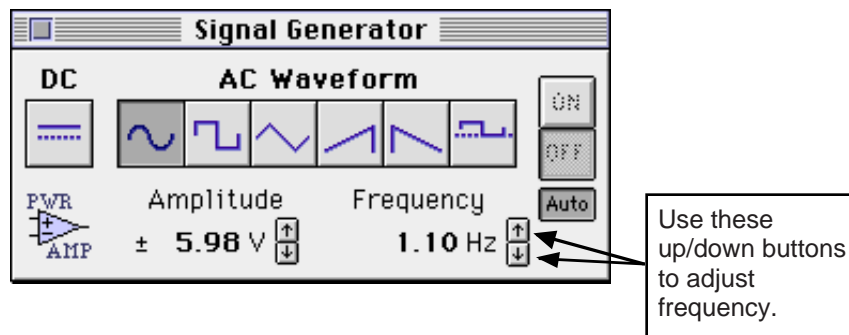 Signal Generator
DC
AC Waveform
ON
OFF
Auto
PWR
AMP
Amplitude
± 5.98 V
Frequency
1.10 Hz
Use these
up/down buttons
to adjust
frequency.